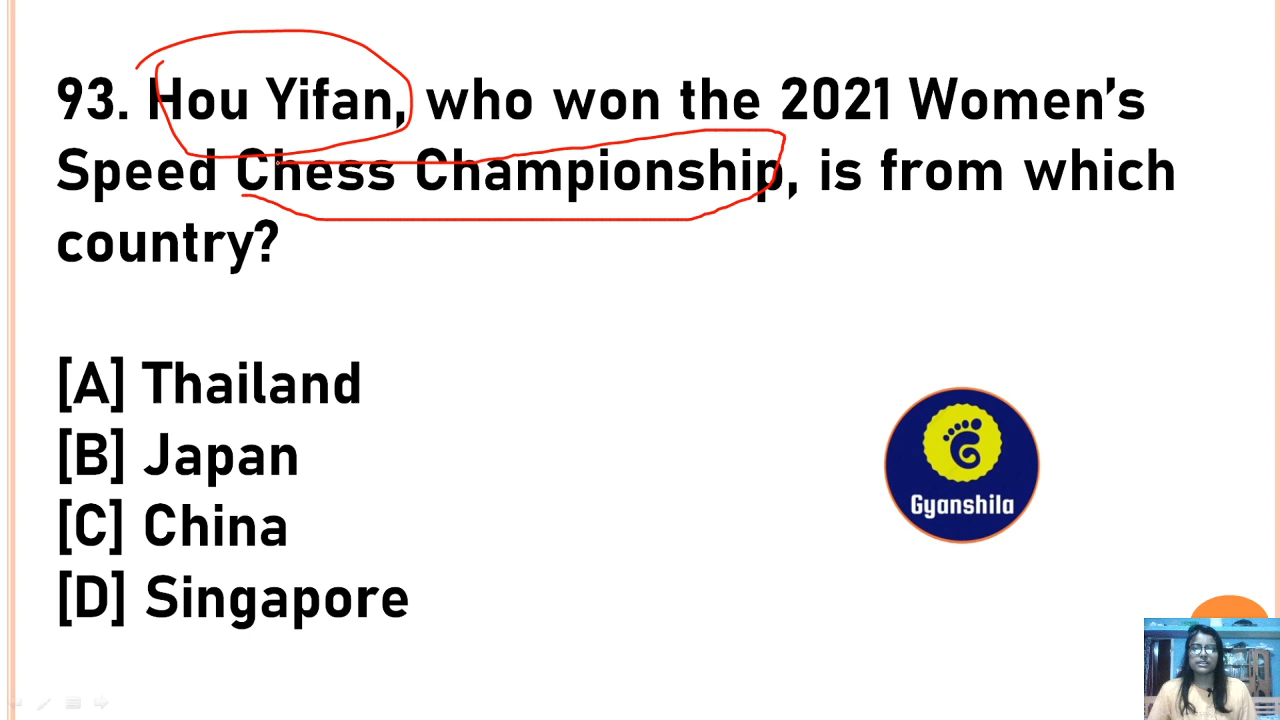 93. Hou Yifan, who won the 2021 Women's
Speed Chess Championship, is from which
country?
[A] Thailand
[B] Japan
[C] China
[D] Singapore
Gyanshila